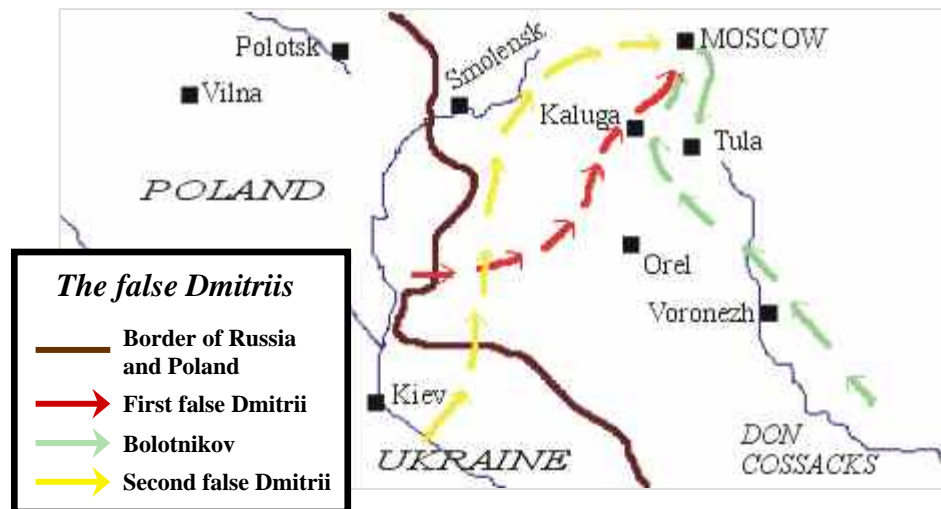 MOSCOW
Polotsk
Smolensk
Vilna
Kaluga
Tula
POLAND
Orel
Voronezh
Kiev
UKRAINE
DON
COSSACKS
The false Dmitriis
Border of Russia
and Poland
First false Dmitrii
Bolotnikov
Second false Dmitrii